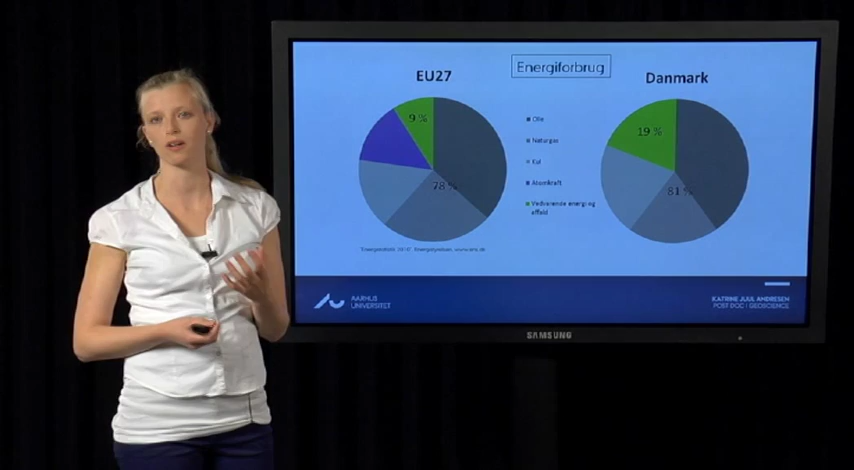 Energiforbrug
EU27
Danmark
9 %
78 %
19 %
81 %
Olie
Naturgas
Kul
Atomkraft
Vedvarende energi og
affald
AARHUS
UNIVERSITET
KATRINE JUUL ANDRESEN
POST DOC | GEOSCIENCE
SAMSUNG